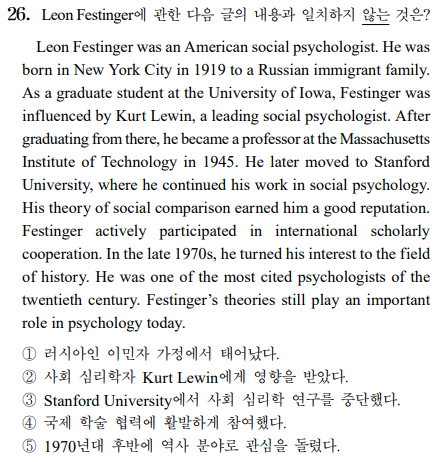 26. Leon Festinger에 관한 다음 글의 내용과 일치하지 않는 것은?
Leon Festinger was an American social psychologist. He was
born in New York City in 1919 to a Russian immigrant family.
As a graduate student at the University of Iowa, Festinger was
influenced by Kurt Lewin, a leading social psychologist. After
graduating from there, he became a professor at the Massachusetts
Institute of Technology in 1945. He later moved to Stanford
University, where he continued his work in social psychology.
His theory of social comparison earned him a good reputation.
Festinger actively participated in international scholarly
cooperation. In the late 1970s, he turned his interest to the field
of history. He was one of the most cited psychologists of the
twentieth century. Festinger’s theories still play an important
role in psychology today.
① 러시아인 이민자 가정에서 태어났다.
② 사회 심리학자 Kurt Lewin에게 영향을 받았다.
③ Stanford University에서 사회 심리학 연구를 중단했다.
④ 국제 학술 협력에 활발하게 참여했다.
⑤ 1970년대 후반에 역사 분야로 관심을 돌렸다.